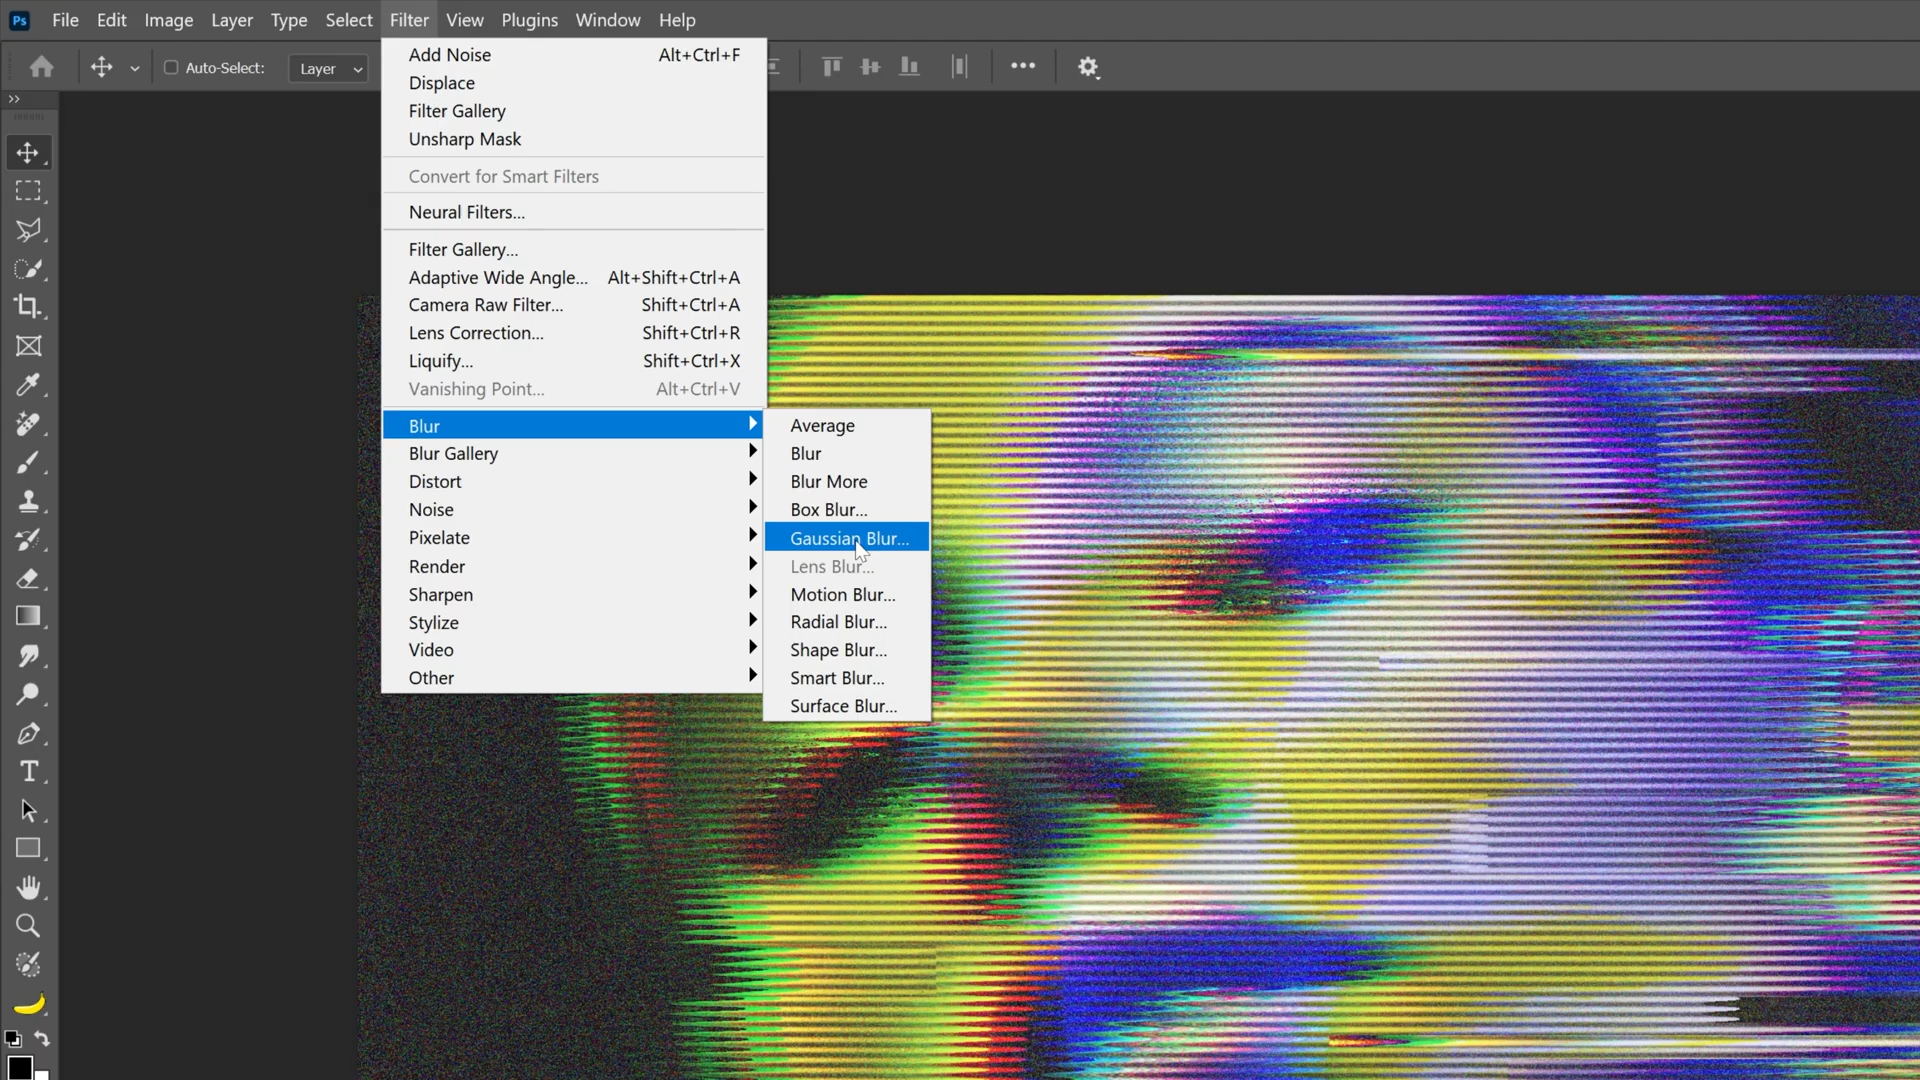 Ps File Edit Image Layer Type Select Filter View Plugins Window Help
Auto-Select: Layer
Add Noise Alt+Ctrl+F
Displace
Filter Gallery
Unsharp Mask
Convert for Smart Filters
Neural Filters...
Filter Gallery...
Adaptive Wide Angle... Alt+Shift+Ctrl+A
Camera Raw Filter... Shift+Ctrl+A
Lens Correction... Shift+Ctrl+R
Liquify... Shift+Ctrl+X
Vanishing Point... Alt+Ctrl+V
Blur
Blur Gallery
Distort
Noise
Pixelate
Render
Sharpen
Stylize
Video
Other
Average
Blur
Blur More
Box Blur...
Gaussian Blur...
Lens Blur...
Motion Blur...
Radial Blur...
Shape Blur...
Smart Blur...
Surface Blur...